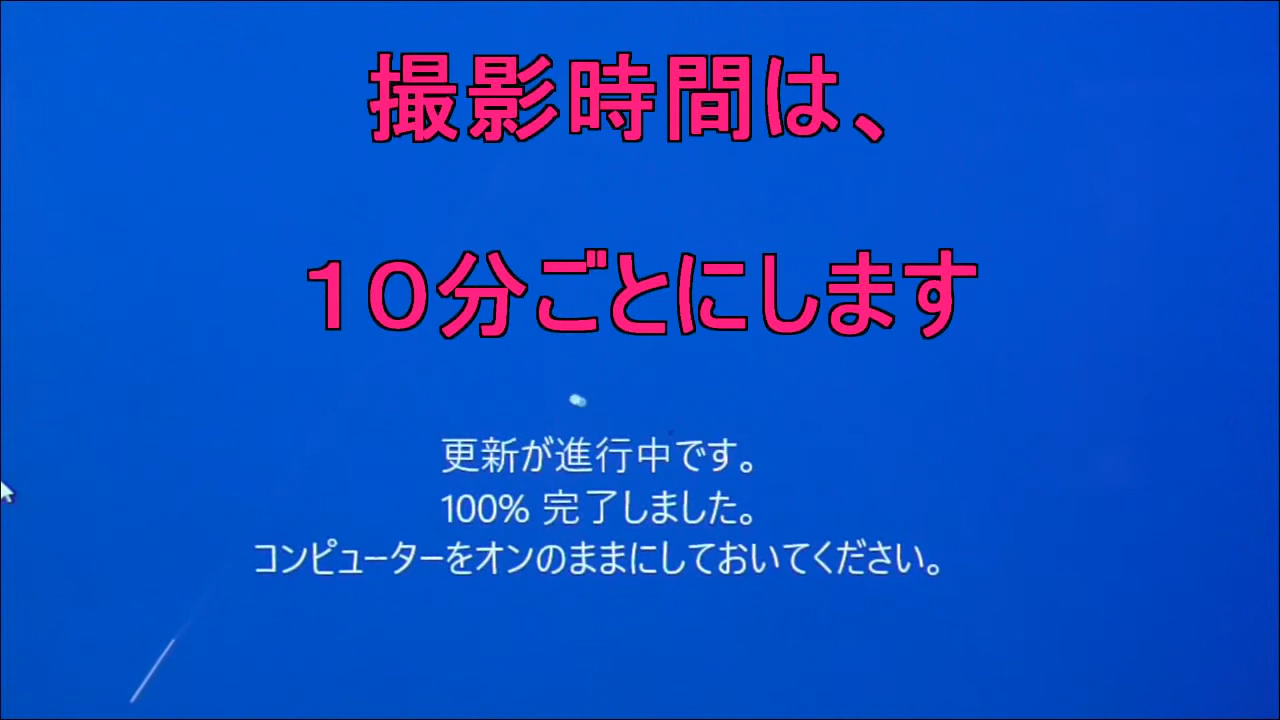 撮影時間は、
１０分ごとにします
更新が進行中です。
100% 完了しました。
コンピューターをオンのままにしておいてください。